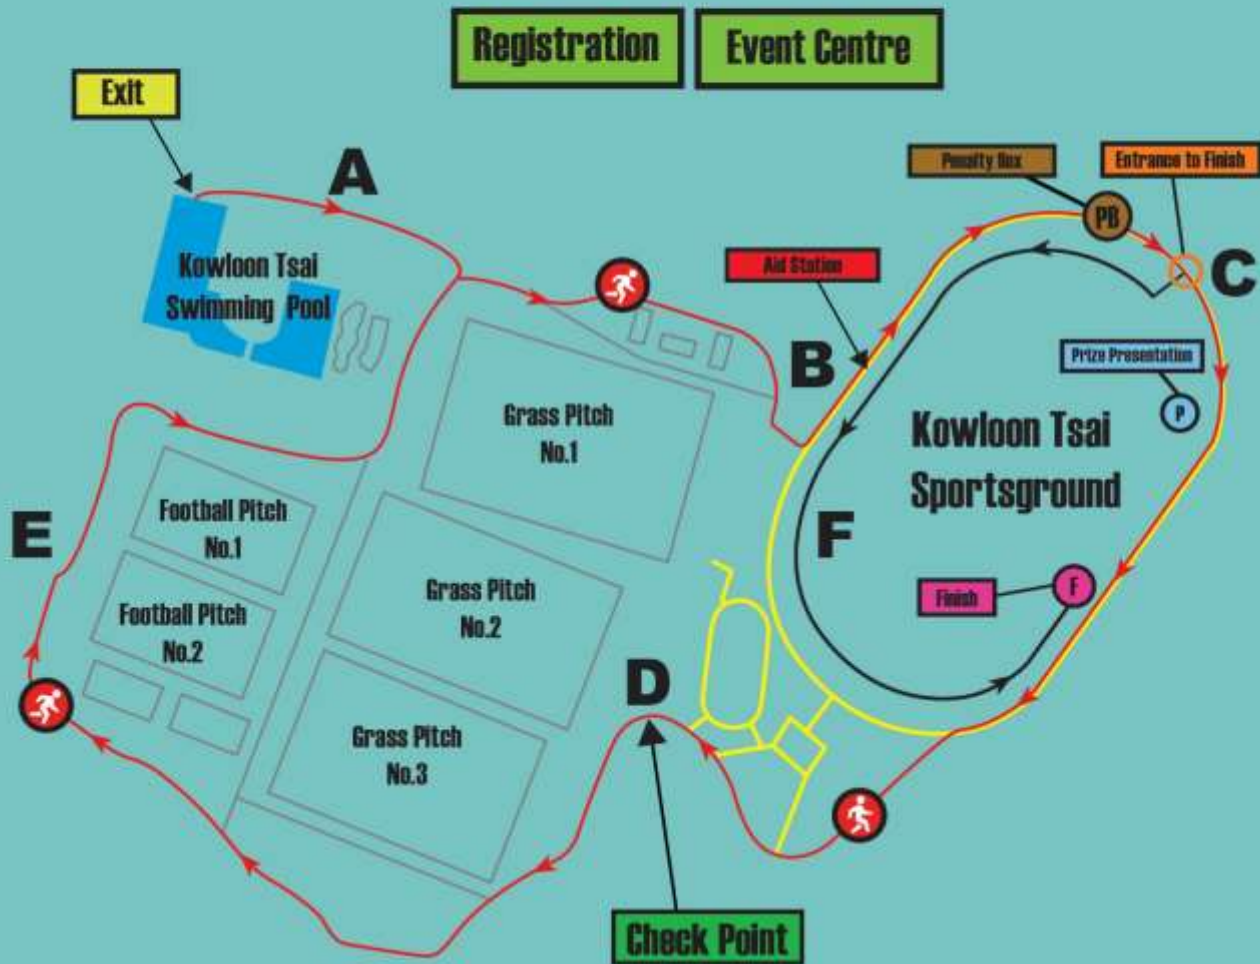 Registration
Event Centre
Exit
A
Penalty Box
Entrance to Finish
PB
Kowloon Tsai
Swimming Pool
Aid Station
C
B
Prize Presentation
P
Grass Pitch
No.1
Kowloon Tsai
Sportsground
E
Football Pitch
No.1
F
Grass Pitch
No.2
Finish
F
Football Pitch
No.2
D
Grass Pitch
No.3
Check Point